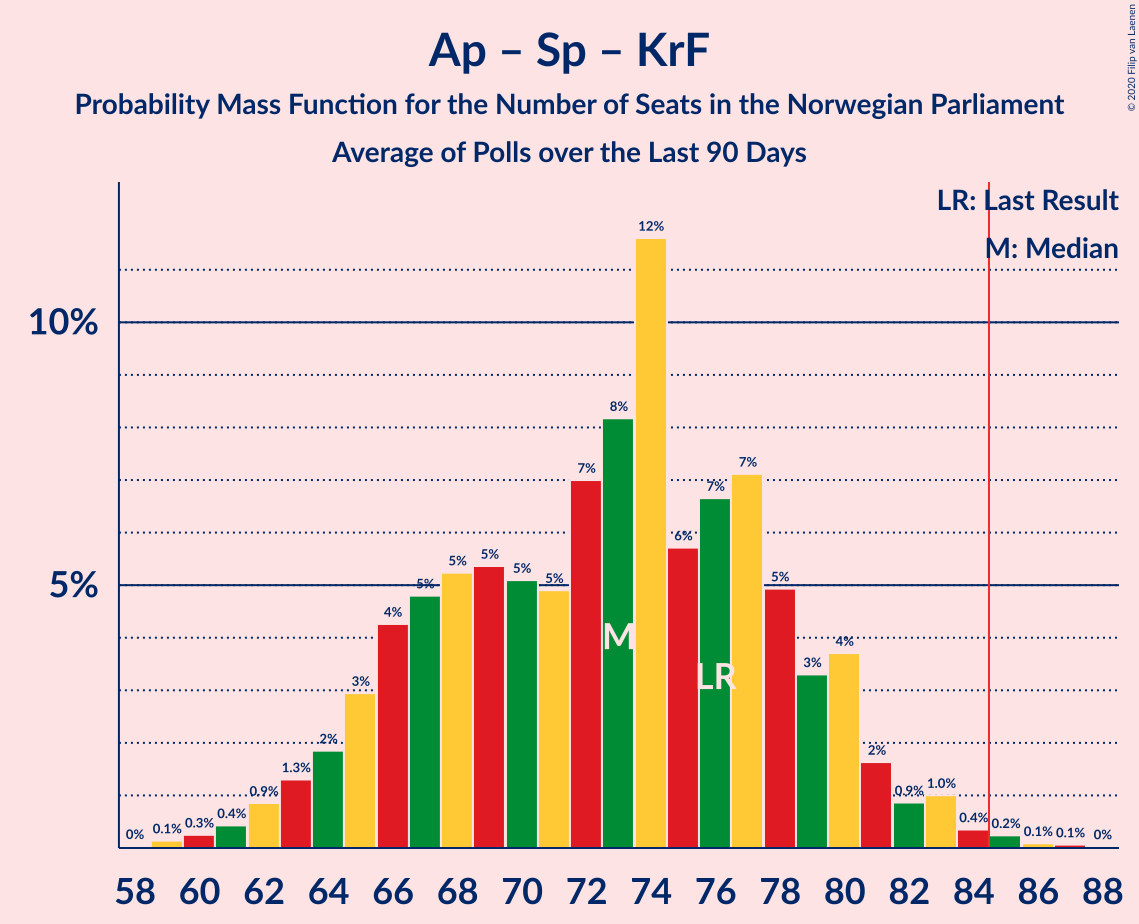 Ap – Sp – KrF
Probability Mass Function for the Number of Seats in the Norwegian Parliament
Average of Polls over the Last 90 Days
© 2020 Filip van Laenen
LR: Last Result
M: Median
10%
5%
0% 0.1% 0.3% 0.4% 0.9% 1.3% 2% 3% 4% 5% 5% 5% 5% 5% 7% 8% 12% 6% 7% 7% 5% 3% 4% 2% 0.9% 1.0% 0.4% 0.2% 0.1% 0.1% 0%
M
LR
58 60 62 64 66 68 70 72 74 76 78 80 82 84 86 88